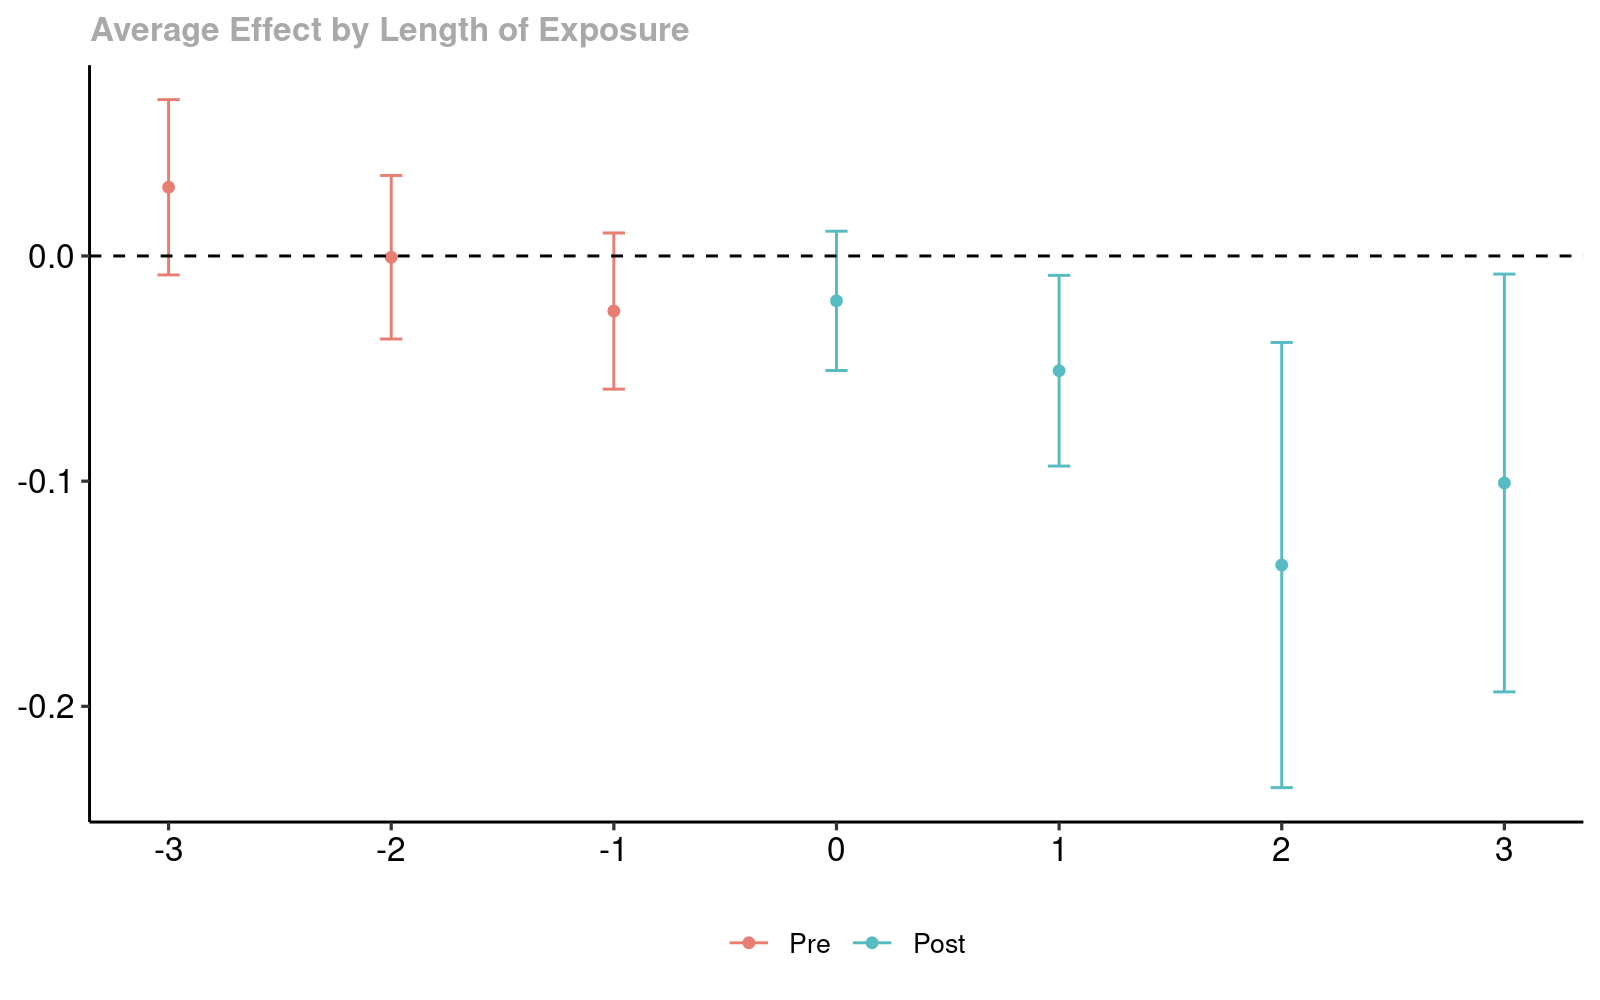 Average Effect by Length of Exposure
0.0
-0.1
-0.2
-3 -2 -1 0 1 2 3
Pre Post